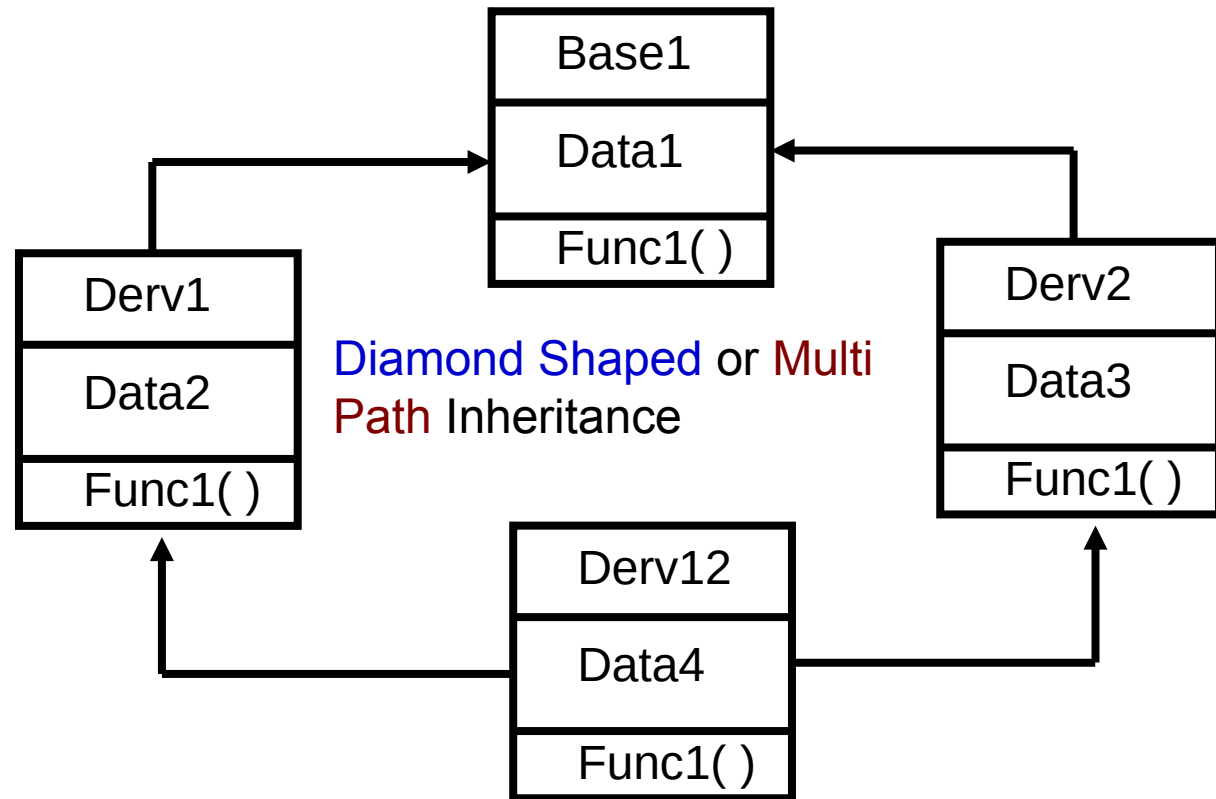 Base1
Data1
Func1( )
Derv1
Data2
Func1( )
Diamond Shaped or Multi
Path Inheritance
Derv2
Data3
Func1( )
Derv12
Data4
Func1( )